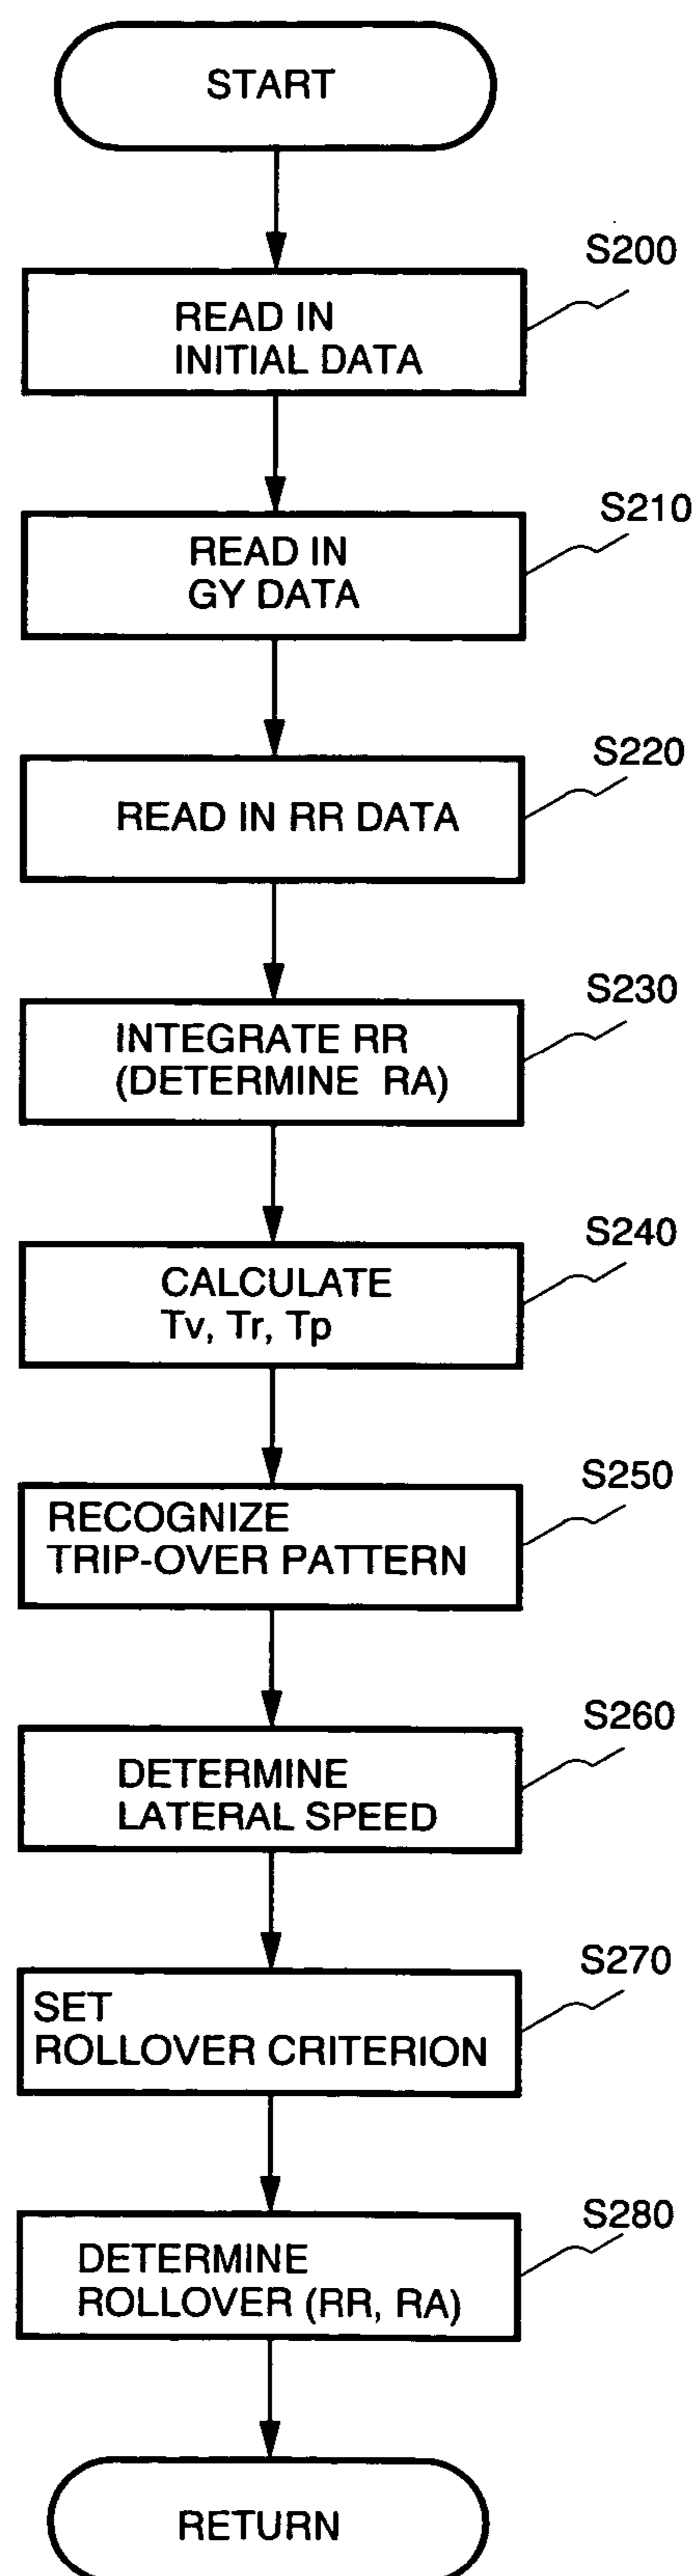 START
S200
READ IN
INITIAL DATA
S210
READ IN
GY DATA
S220
READ IN RR DATA
S230
INTEGRATE RR
(DETERMINE RA)
S240
CALCULATE
Tv, Tr, Tp
S250
RECOGNIZE
TRIP-OVER PATTERN
S260
DETERMINE
LATERAL SPEED
S270
SET
ROLLOVER CRITERION
S280
DETERMINE
ROLLOVER (RR, RA)
RETURN